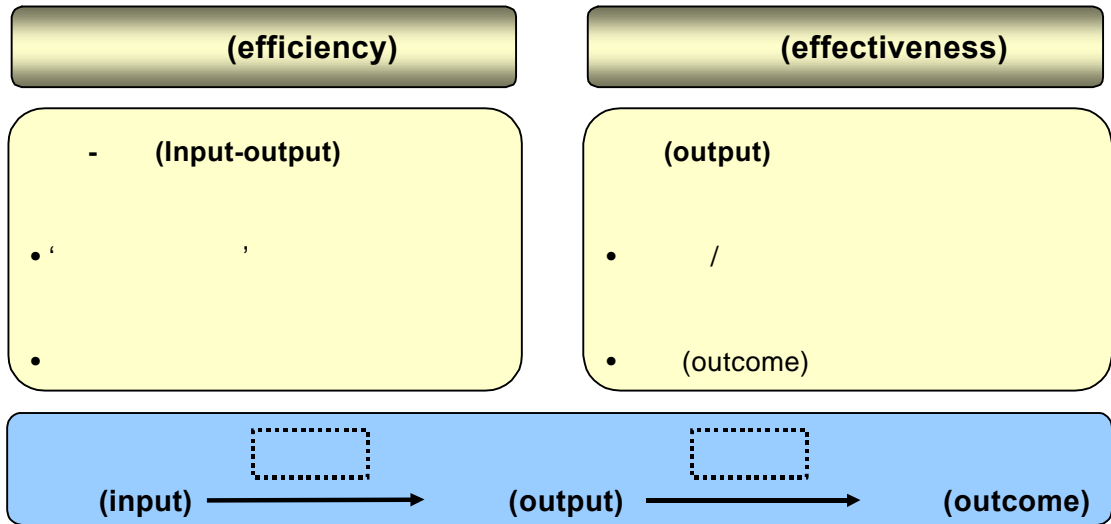 (efficiency)
- (Input-output)
• ‘ ’
•
(effectiveness)
(output)
• /
• (outcome)
(input) (output) (outcome)